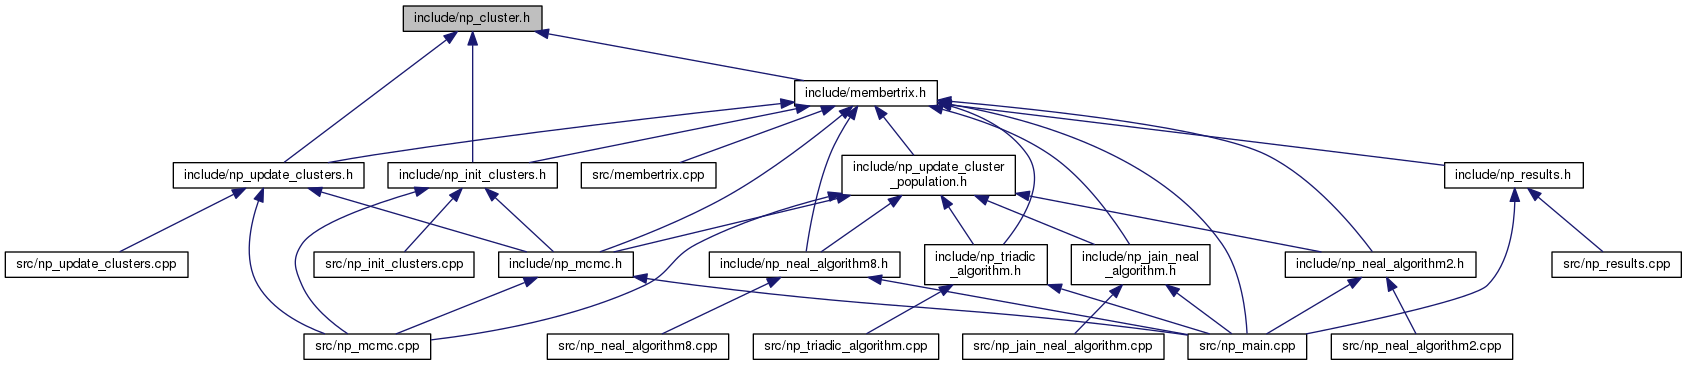 include/np_cluster.h
include/membertrix.h
include/np_update_clusters.h
include/np_init_clusters.h
src/membertrix.cpp
include/np_update_cluster
_population.h
include/np_results.h
src/np_update_clusters.cpp
src/np_init_clusters.cpp
include/np_mcmc.h
include/np_neal_algorithm8.h
include/np_triadic
_algorithm.h
include/np_jain_neal
_algorithm.h
include/np_neal_algorithm2.h
src/np_results.cpp
src/np_mcmc.cpp
src/np_neal_algorithm8.cpp
src/np_triadic_algorithm.cpp
src/np_jain_neal_algorithm.cpp
src/np_main.cpp
src/np_neal_algorithm2.cpp